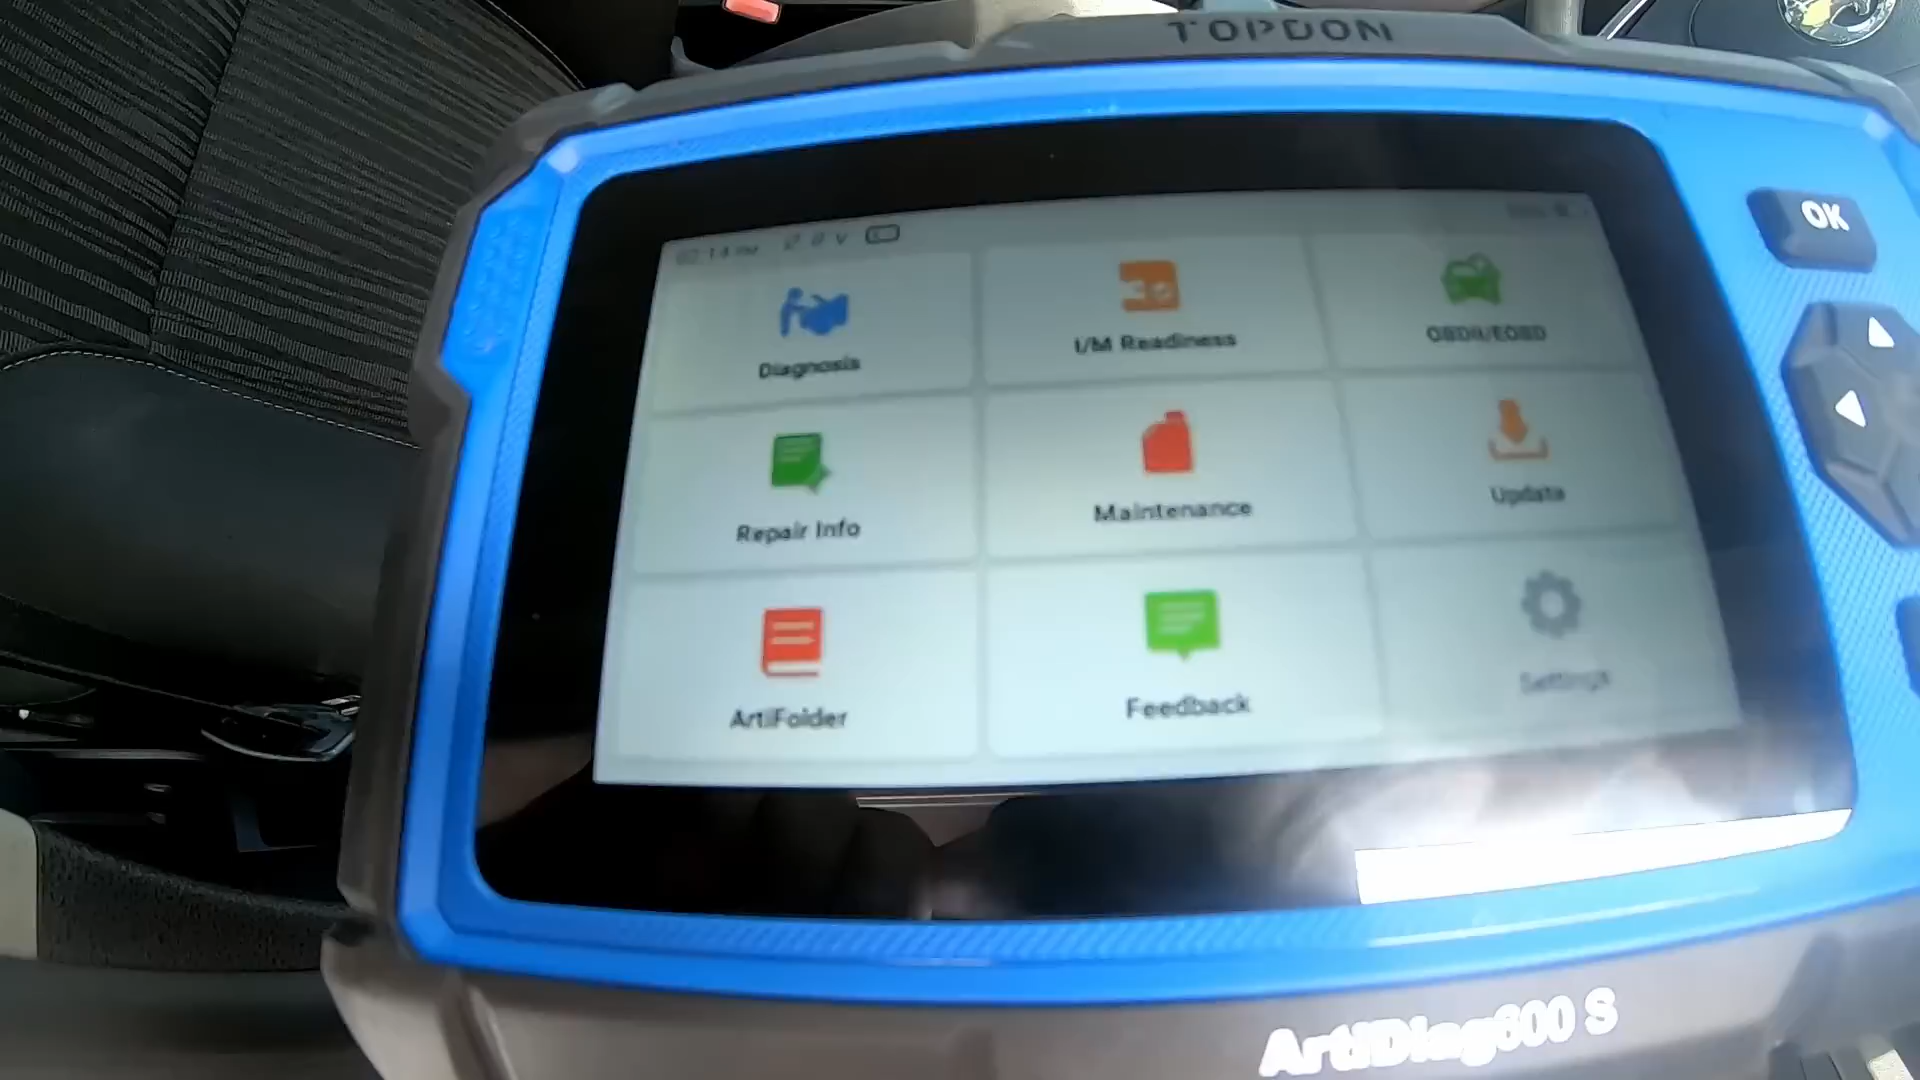 TOPDON
OK
Diagnosis
I/M Readiness
OBDII/EOBD
Repair Info
Maintenance
Update
ArtiFolder
Feedback
Settings
ArtiDiag600 S